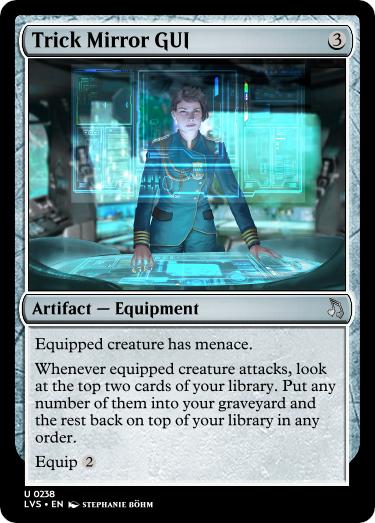 Trick Mirror GUI 3
Artifact — Equipment
Equipped creature has menace.
Whenever equipped creature attacks, look
at the top two cards of your library. Put any
number of them into your graveyard and
the rest back on top of your library in any
order.
Equip 2
U 0238
LVS • EN STEPHANIE BÖHM